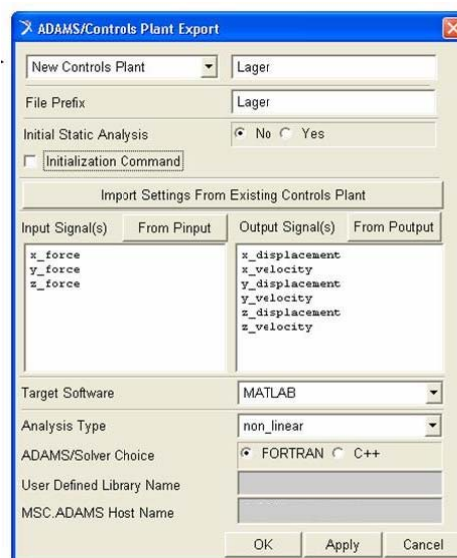 ADAMS/Controls Plant Export
New Controls Plant Lager
File Prefix Lager
Initial Static Analysis No Yes
Initialization Command
Import Settings From Existing Controls Plant
Input Signal(s) From Pinput Output Signal(s) From Poutput
x_force x_displacement
y_force x_velocity
z_force y_displacement
y_velocity
z_displacement
z_velocity
Target Software MATLAB
Analysis Type non_linear
ADAMS/Solver Choice FORTRAN C++
User Defined Library Name
MSC.ADAMS Host Name
OK Apply Cancel